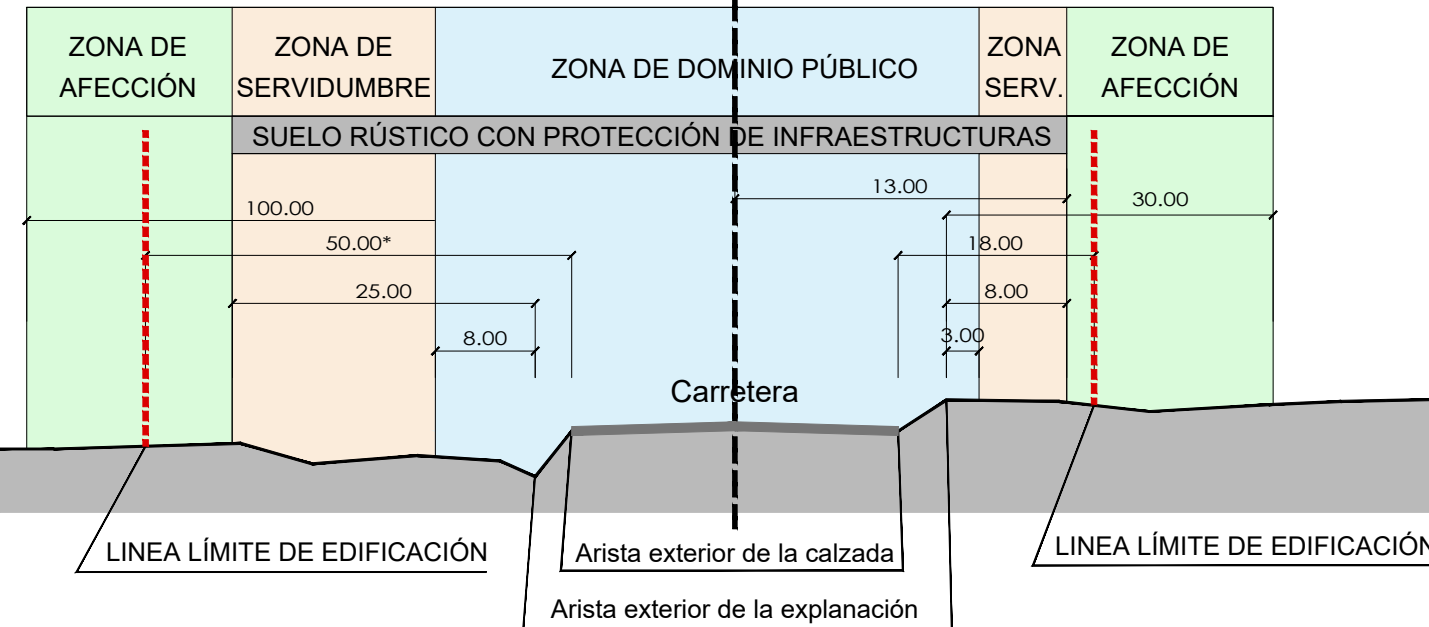 ZONA DE
AFECCIÓN
ZONA DE
SERVIDUMBRE
ZONA DE DOMINIO PÚBLICO
ZONA
SERV.
ZONA DE
AFECCIÓN
SUELO RÚSTICO CON PROTECCIÓN DE INFRAESTRUCTURAS
13.00
100.00
30.00
50.00*
18.00
25.00
8.00
8.00
3.00
Carretera
LINEA LÍMITE DE EDIFICACIÓN
Arista exterior de la calzada
LINEA LÍMITE DE EDIFICACIÓN
Arista exterior de la explanación